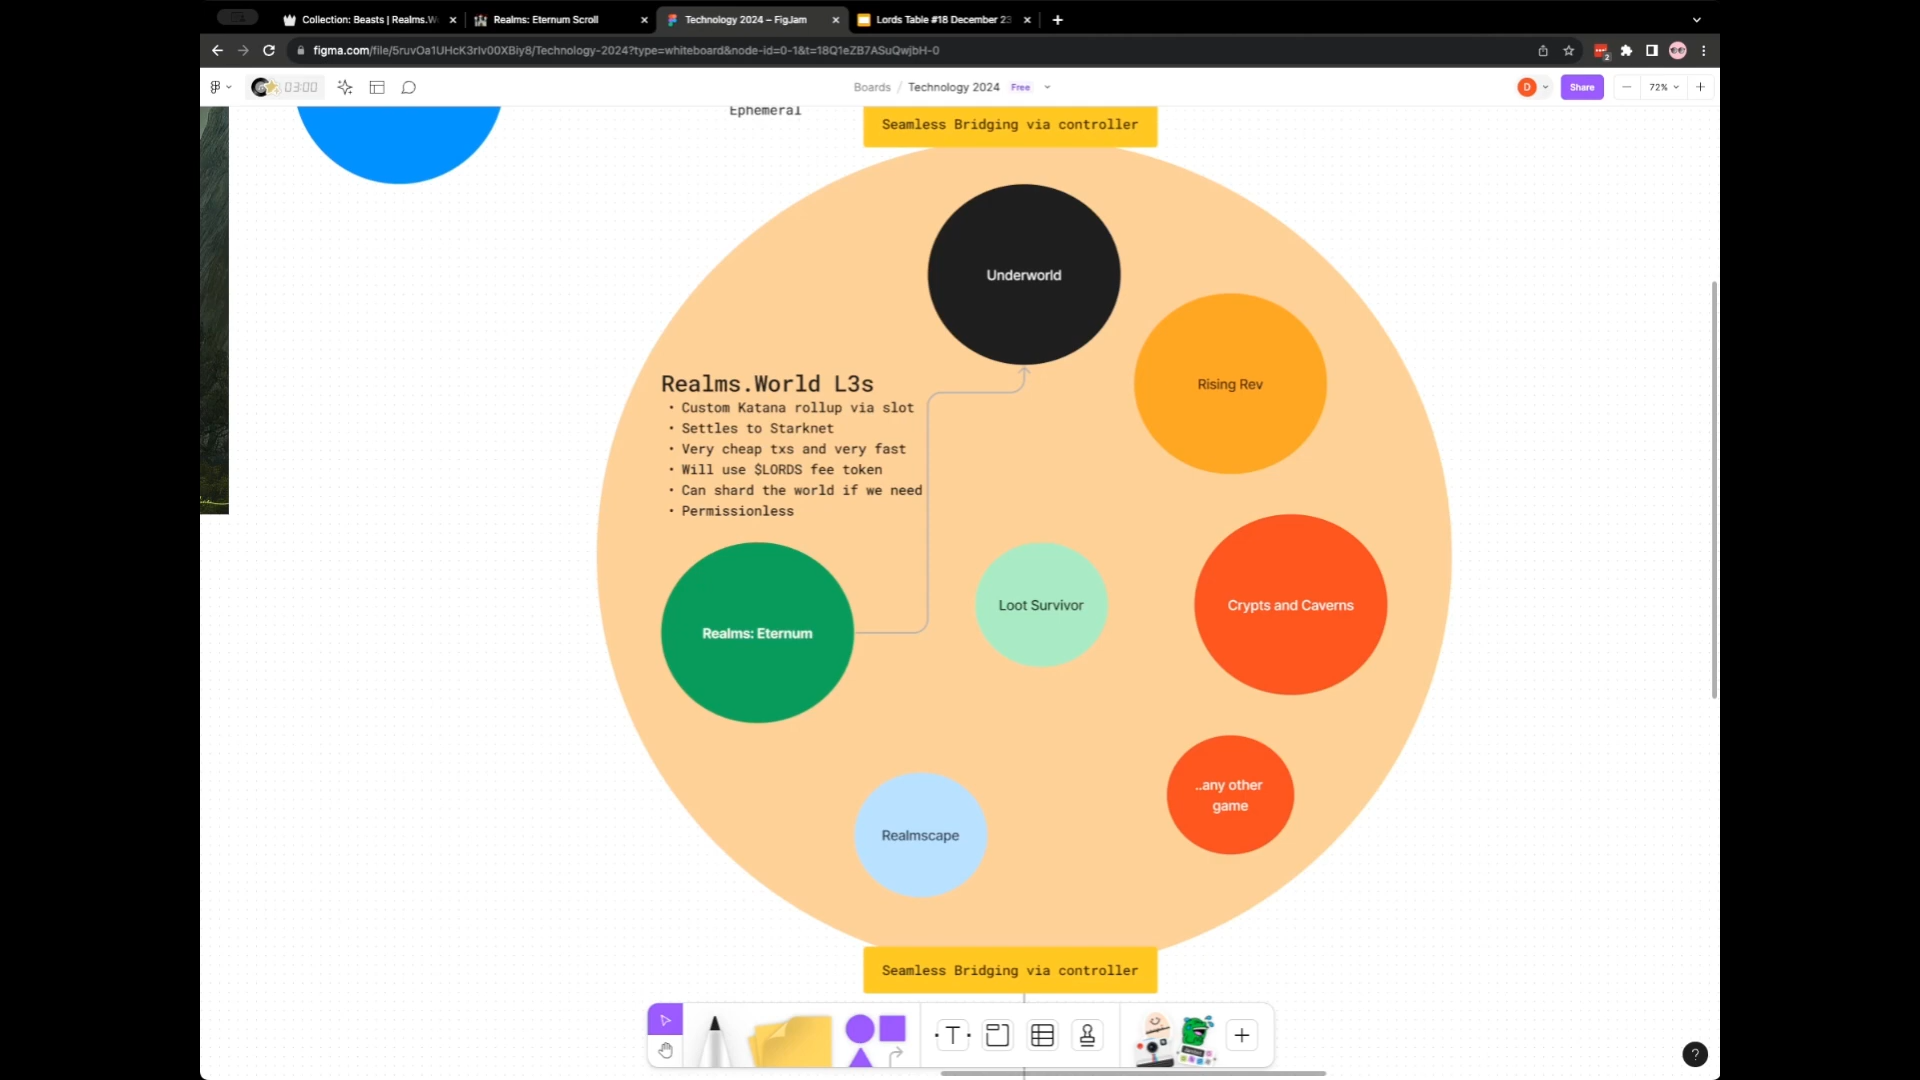 Collection: Beasts | Realms.W
Realms: Eternum Scroll
Technology 2024 – FigJam
Lords Table #18 December 23
figma.com/file/5ruvOa1UHcK3rlv00XBiy8/Technology-2024?type=whiteboard&node-id=0-1&t=18Q1eZB7ASuQwjbH-0
2
03:00
Boards / Technology 2024 Free
D
Share
72%
Ephemeral
Seamless Bridging via controller
Underworld
Rising Rev
Realms.World L3s
• Custom Katana rollup via slot
• Settles to Starknet
• Very cheap txs and very fast
• Will use $LORDS fee token
• Can shard the world if we need
• Permissionless
Loot Survivor
Crypts and Caverns
Realms: Eternum
..any other
game
Realmscape
Seamless Bridging via controller
T
?